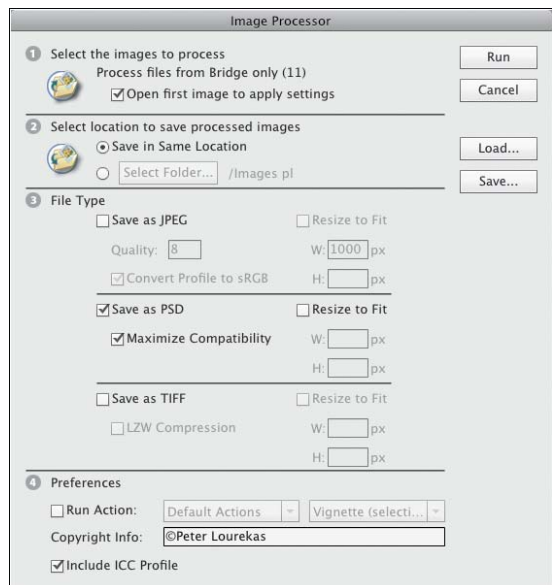 Image Processor
1 Select the images to process
Process files from Bridge only (11)
Open first image to apply settings
Run
Cancel
2 Select location to save processed images
Save in Same Location
Select Folder... /Images pl
Load...
Save...
3 File Type
Save as JPEG Resize to Fit
Quality: 8 W: 1000 px
Convert Profile to sRGB H: px
Save as PSD Resize to Fit
Maximize Compatibility W: px
H: px
Save as TIFF Resize to Fit
LZW Compression W: px
H: px
4 Preferences
Run Action: Default Actions Vignette (selecti...
Copyright Info: ©Peter Lourekas
Include ICC Profile